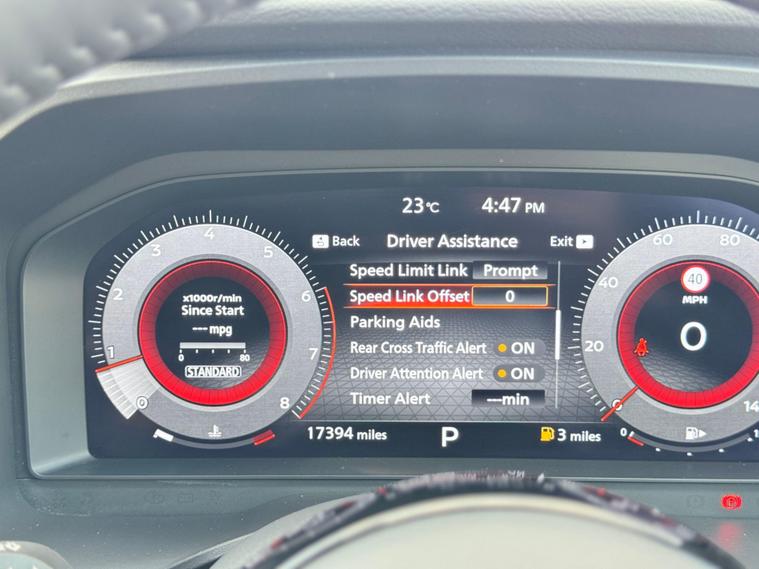 23°C 4:47 PM
Back Driver Assistance Exit
Speed Limit Link Prompt
Speed Link Offset 0
Parking Aids
Rear Cross Traffic Alert ON
Driver Attention Alert ON
Timer Alert ---min
17394 miles P 3 miles
0 1 2 3 4 5 6 7 8
x1000r/min
Since Start
--- mpg
0 80
STANDARD
0 20 40 60 80
40
MPH
0
0